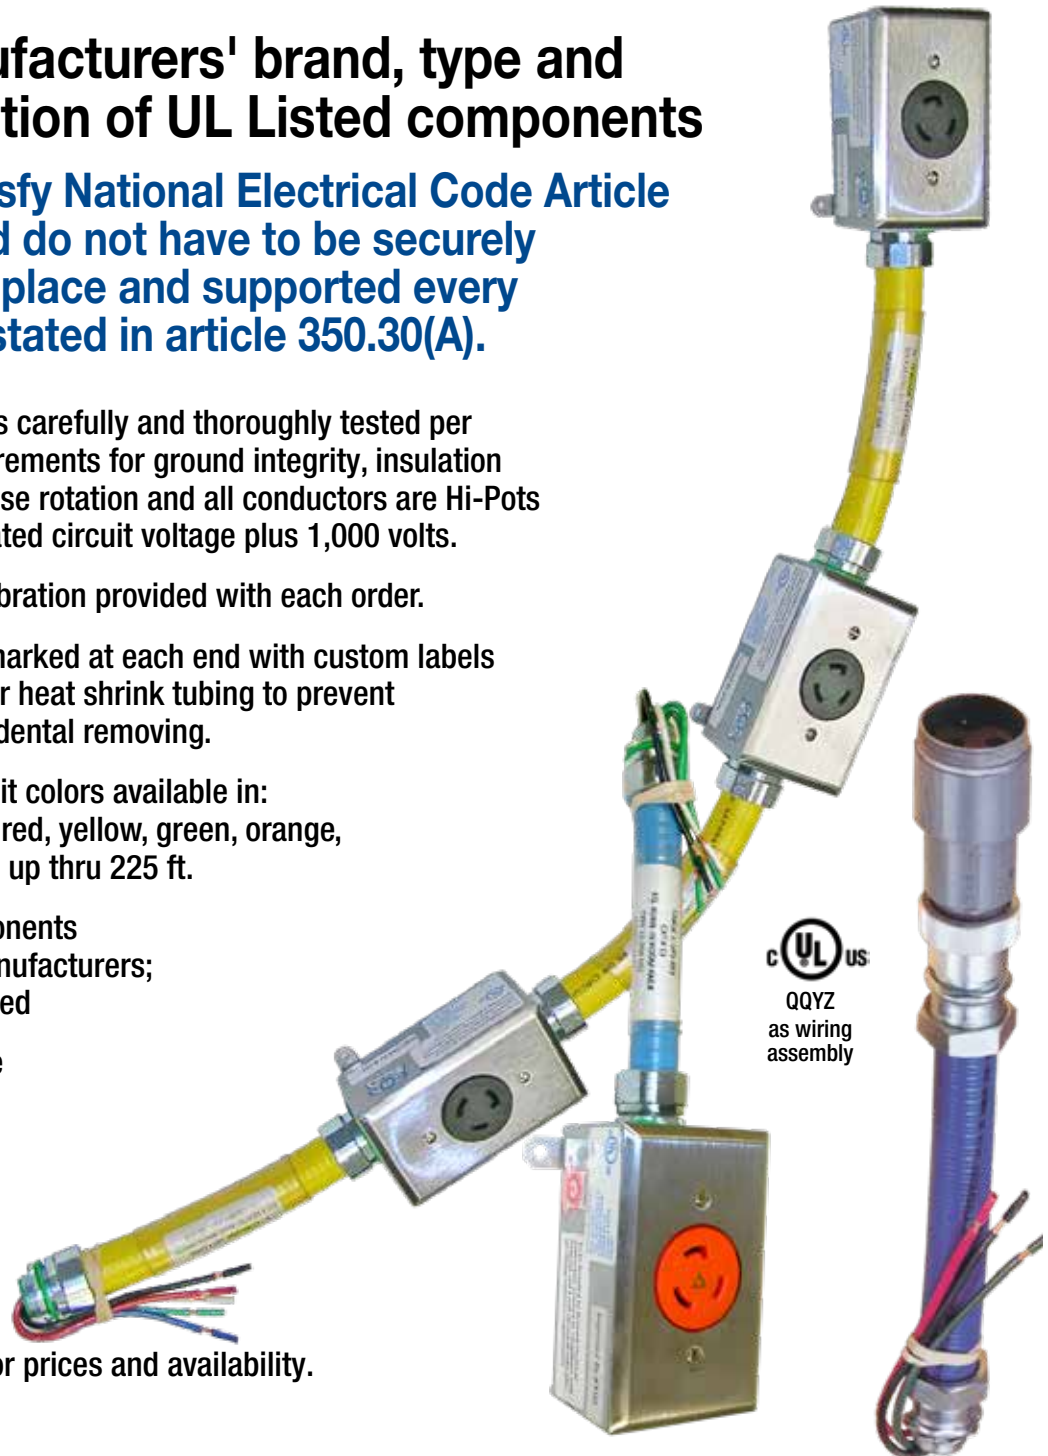 ufacturers' brand, type and
tion of UL Listed components
sfy National Electrical Code Article
d do not have to be securely
place and supported every
stated in article 350.30(A).
s carefully and thoroughly tested per
rements for ground integrity, insulation
se rotation and all conductors are Hi-Pots
ated circuit voltage plus 1,000 volts.
bration provided with each order.
marked at each end with custom labels
r heat shrink tubing to prevent
dental removing.
it colors available in:
red, yellow, green, orange,
up thru 225 ft.
onents
nufacturers;
ed
e
c UL US
QQYZ
as wiring
assembly
or prices and availability.